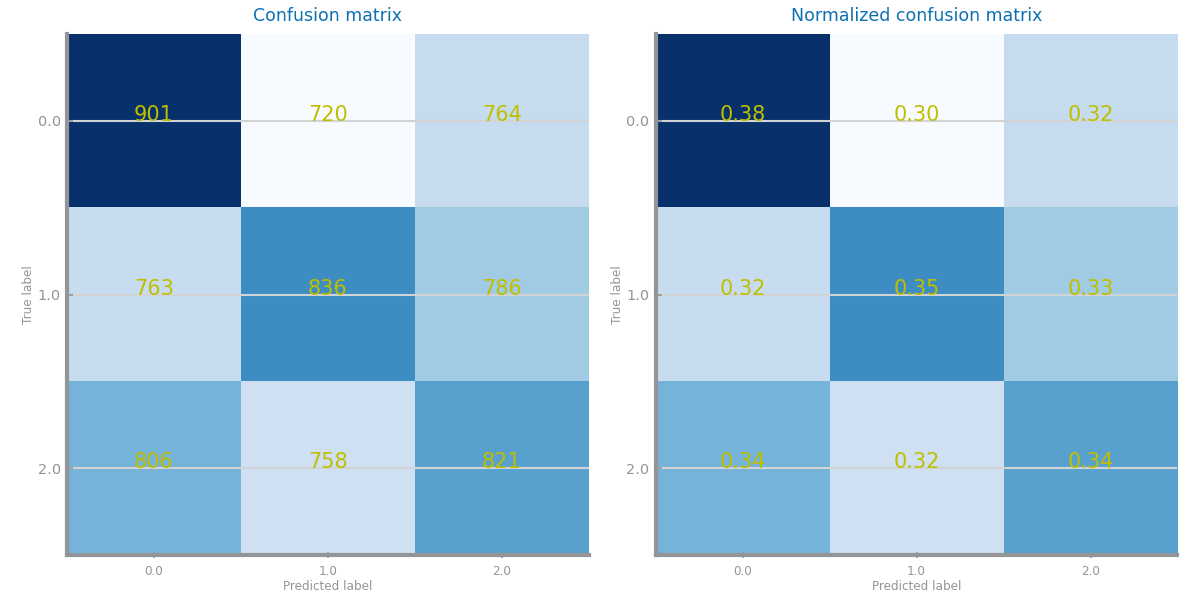 Confusion matrix
0.0 901 720 764
1.0 763 836 786
2.0 806 758 821
True label
0.0 1.0 2.0
Predicted label
Normalized confusion matrix
0.0 0.38 0.30 0.32
1.0 0.32 0.35 0.33
2.0 0.34 0.32 0.34
True label
0.0 1.0 2.0
Predicted label